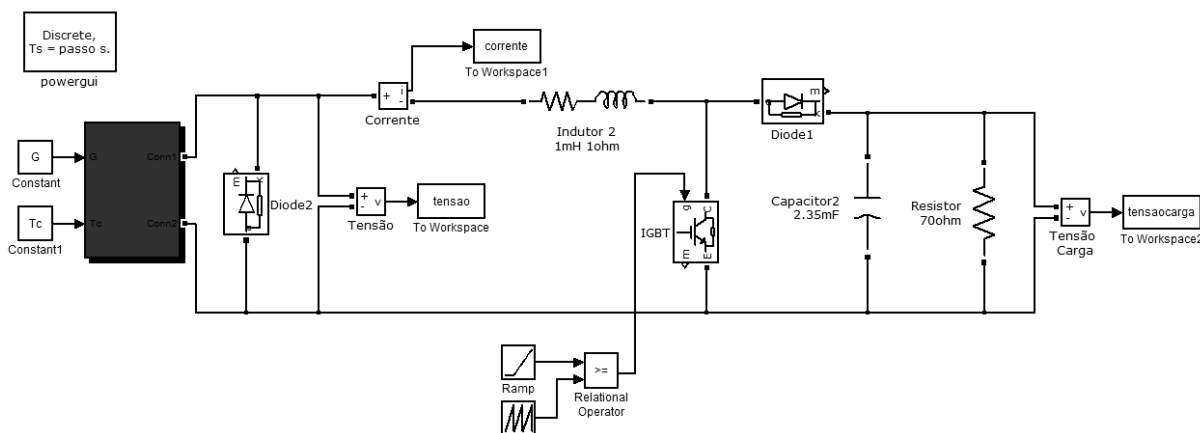 Discrete,
Ts = passo s.
powergui
corrente
To Workspace1
i
+
-
Corrente
Indutor 2
1mH 1ohm
m
a
k
Diode1
G
Constant
Tc
Constant1
G
Conn1
Tc
Conn2
m
k
a
Diode2
+
-
v
Tensão
tensao
To Workspace
g
C
IGBT
m
E
Capacitor2
2.35mF
Resistor
70ohm
+
-
v
Tensão
Carga
tensaocarga
To Workspace2
Ramp
>=
Relational
Operator